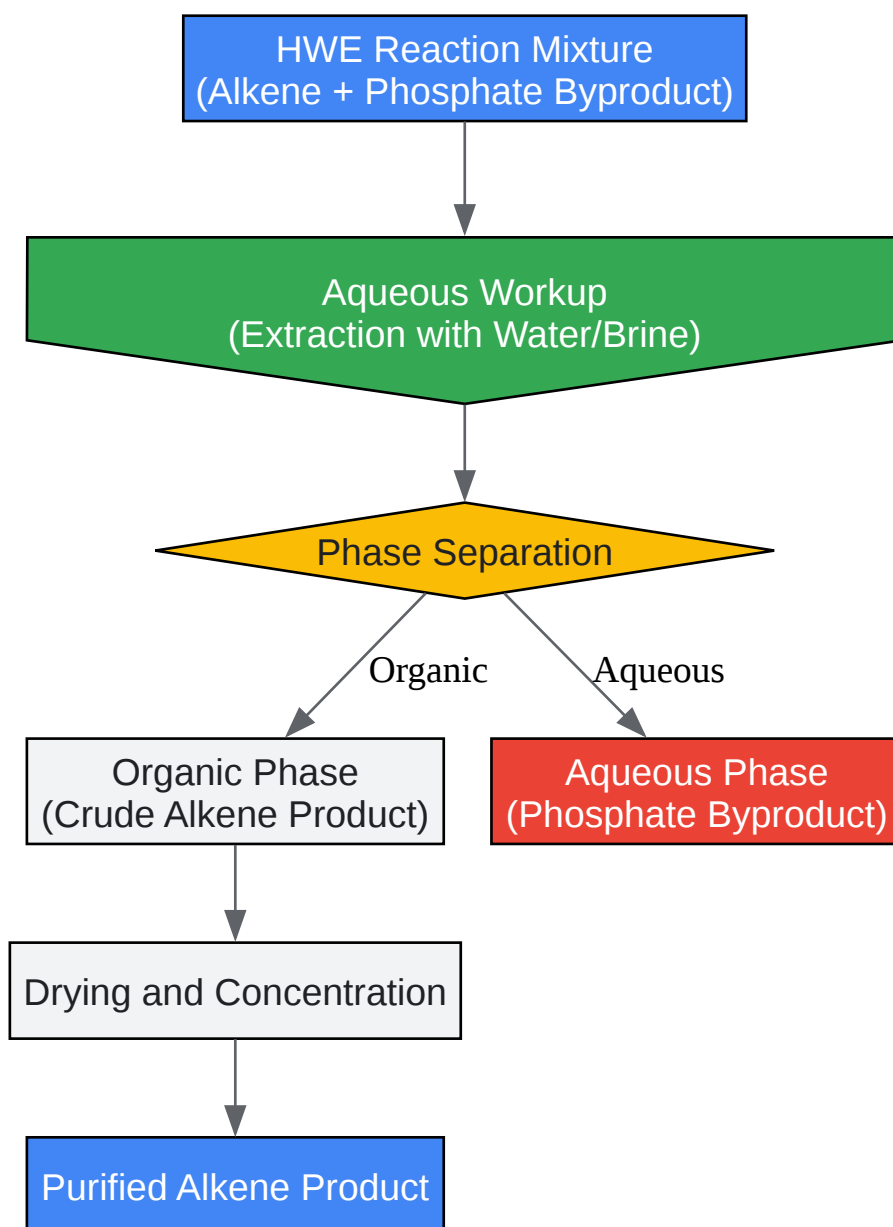 HWE Reaction Mixture
(Alkene + Phosphate Byproduct)
Aqueous Workup
(Extraction with Water/Brine)
Phase Separation
Organic
Aqueous
Organic Phase
(Crude Alkene Product)
Aqueous Phase
(Phosphate Byproduct)
Drying and Concentration
Purified Alkene Product